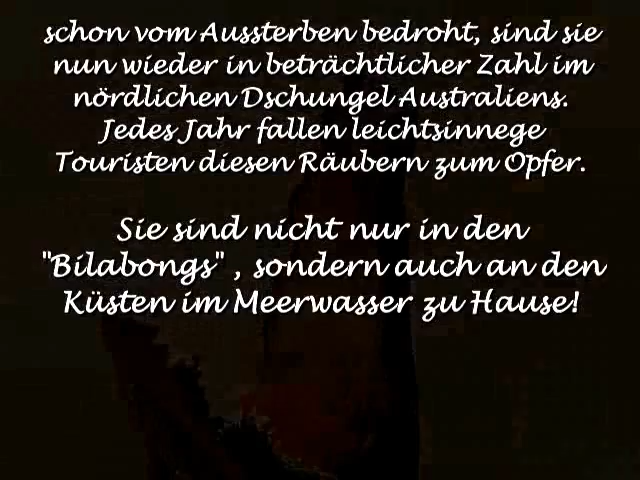 schon vom Aussterben bedroht, sind sie
nun wieder in beträchtlicher Zahl im
nördlichen Dschungel Australiens.
Jedes Jahr fallen leichtsinnege
Touristen diesen Räubern zum Opfer.
Sie sind nicht nur in den
"Bilabongs" , sondern auch an den
Küsten im Meerwasser zu Hause!